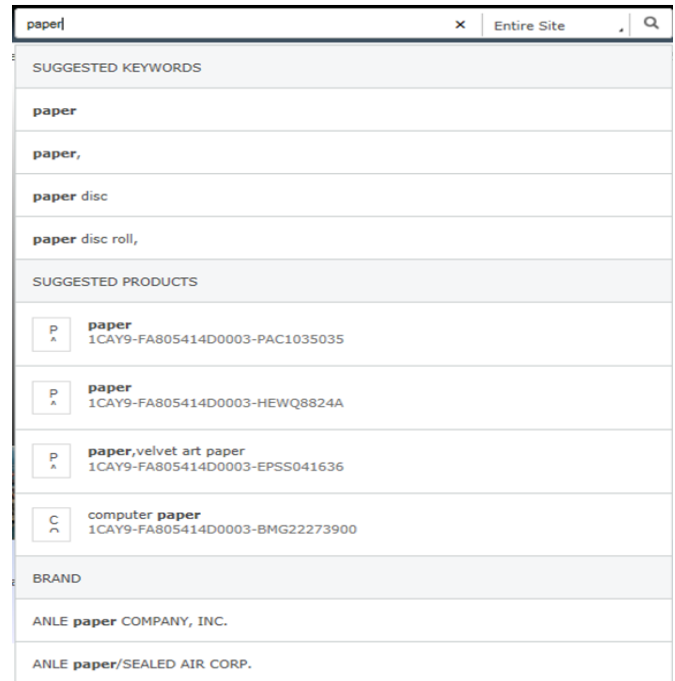 paper
× Entire Site
SUGGESTED KEYWORDS
paper
paper,
paper disc
paper disc roll,
SUGGESTED PRODUCTS
P
paper
1CAY9-FA805414D0003-PAC1035035
P
paper
1CAY9-FA805414D0003-HEWQ8824A
P
paper,velvet art paper
1CAY9-FA805414D0003-EPSS041636
C
computer paper
1CAY9-FA805414D0003-BMG22273900
BRAND
ANLE paper COMPANY, INC.
ANLE paper/SEALED AIR CORP.